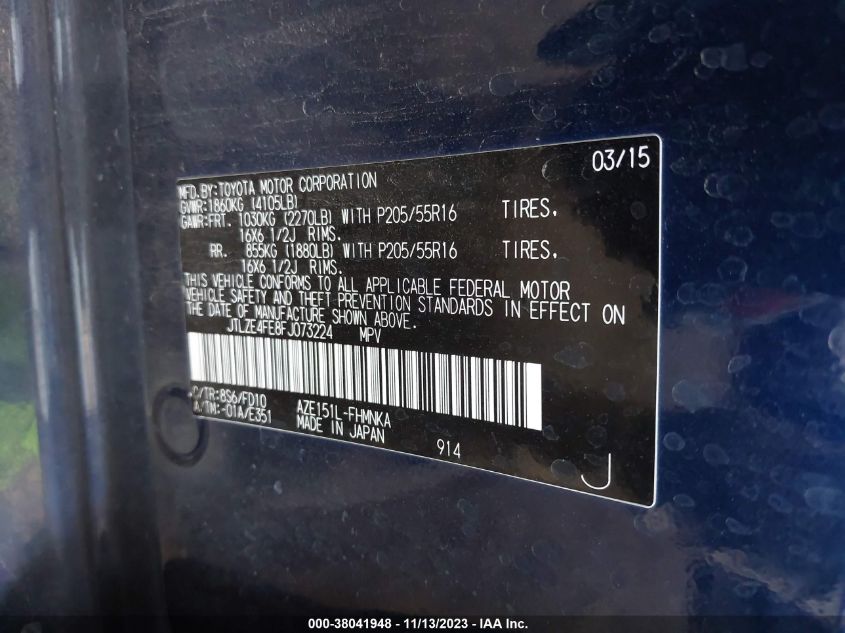 03/15
MFD.BY:TOYOTA MOTOR CORPORATION
GVWR:1860KG (4105LB)
GAWR:FRT. 1030KG (2270LB) WITH P205/55R16 TIRES,
16X6 1/2J RIMS.
RR. 855KG (1880LB) WITH P205/55R16 TIRES,
16X6 1/2J RIMS.
THIS VEHICLE CONFORMS TO ALL APPLICABLE FEDERAL MOTOR
VEHICLE SAFETY AND THEFT PREVENTION STANDARDS IN EFFECT ON
THE DATE OF MANUFACTURE SHOWN ABOVE.
JTLZE4FE8FJ073224 MPV
C/TR:8S6/FD10
A/TM:-01A/E351
AZE151L-FHMNKA
MADE IN JAPAN
914
J
000-38041948 - 11/13/2023 - IAA Inc.